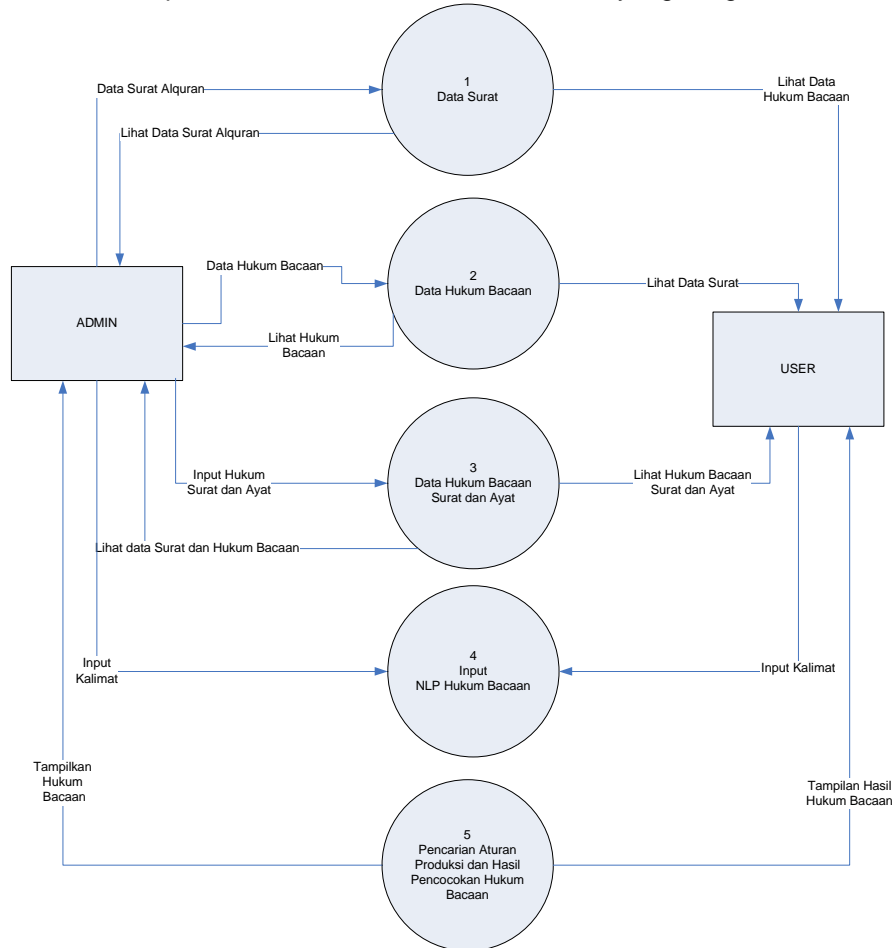 1
Data Surat
Data Surat Alquran
Lihat Data
Hukum Bacaan
Lihat Data Surat Alquran
2
Data Hukum Bacaan
Data Hukum Bacaan
Lihat Data Surat
ADMIN
Lihat Hukum
Bacaan
USER
3
Data Hukum Bacaan
Surat dan Ayat
Input Hukum
Surat dan Ayat
Lihat Hukum Bacaan
Surat dan Ayat
Lihat data Surat dan Hukum Bacaan
4
Input
NLP Hukum Bacaan
Input
Kalimat
Input Kalimat
Tampilkan
Hukum
Bacaan
Tampilan Hasil
Hukum Bacaan
5
Pencarian Aturan
Produksi dan Hasil
Pencocokan Hukum
Bacaan